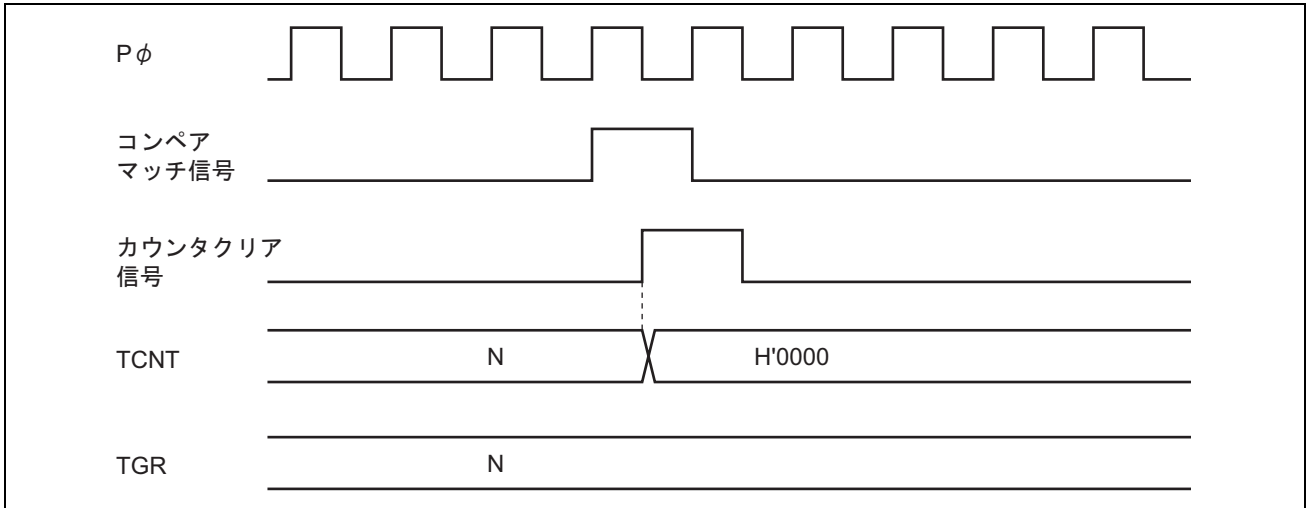 Pφ
コンペア
マッチ信号
カウンタクリア
信号
TCNT
N
H'0000
TGR
N